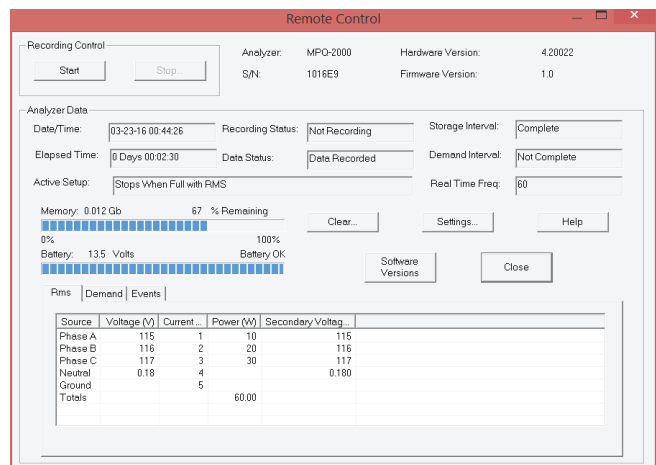 Remote Control
Recording Control
Start Stop...
Analyzer: MPQ-2000 Hardware Version: 4.20022
S/N: 1016E9 Firmware Version: 1.0
Analyzer Data
Date/Time: 03-23-16 00:44:26 Recording Status: Not Recording Storage Interval: Complete
Elapsed Time: 0 Days 00:02:30 Data Status: Data Recorded Demand Interval: Not Complete
Active Setup: Stops When Full with RMS Real Time Freq: 60
Memory: 0.012 Gb 67 % Remaining
0% 100%
Clear... Settings... Help
Battery: 13.5 Volts Battery OK
Software Versions Close
Rms Demand Events
Source Voltage (V) Current ... Power (W) Secondary Voltag...
Phase A 115 1 10 115
Phase B 116 2 20 116
Phase C 117 3 30 117
Neutral 0.18 4 0.180
Ground 5
Totals 60.00